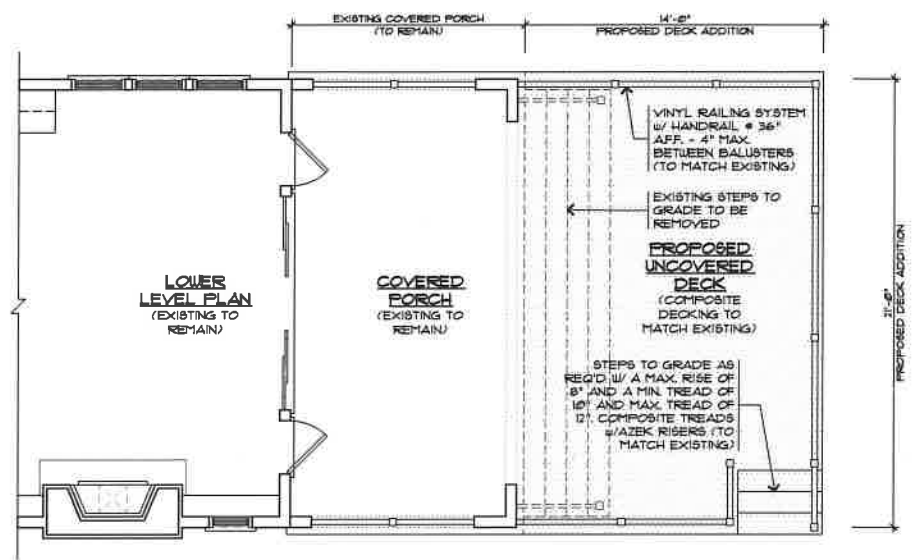 EXISTING COVERED PORCH
(TO REMAIN)
14'-0"
PROPOSED DECK ADDITION
VINYL RAILING SYSTEM
W/ HANDRAIL @ 36"
A.F.F. - 4" MAX.
BETWEEN BALUSTERS
(TO MATCH EXISTING)
EXISTING STEPS TO
GRADE TO BE
REMOVED
PROPOSED
UNCOVERED
DECK
(COMPOSITE
DECKING TO
MATCH EXISTING)
LOWER
LEVEL PLAN
(EXISTING TO
REMAIN)
COVERED
PORCH
(EXISTING TO
REMAIN)
21'-0"
PROPOSED DECK ADDITION
STEPS TO GRADE AS
REQ'D W/ A MAX. RISE OF
8" AND A MIN. TREAD OF
10" AND MAX. TREAD OF
12". COMPOSITE TREADS
W/AZEK RISERS (TO
MATCH EXISTING)